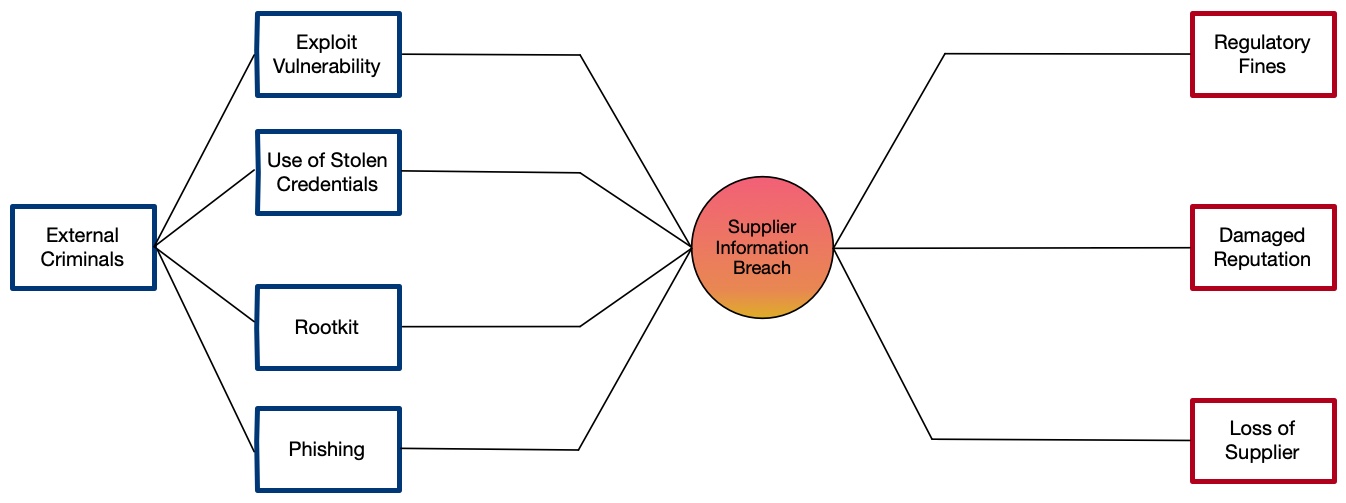 External
Criminals
Exploit
Vulnerability
Use of Stolen
Credentials
Rootkit
Phishing
Supplier
Information
Breach
Regulatory
Fines
Damaged
Reputation
Loss of
Supplier